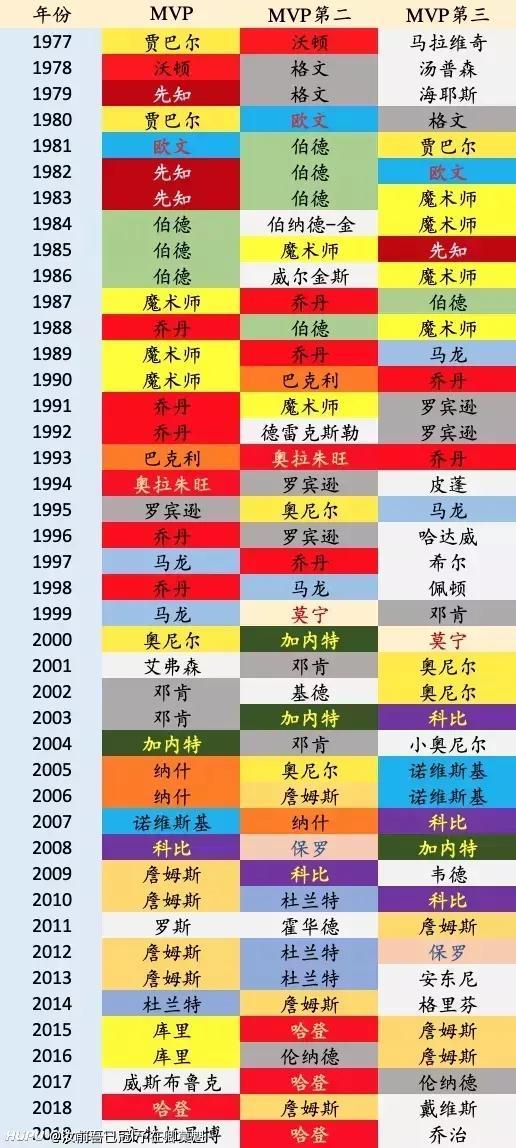 年份 MVP MVP第二 MVP第三
1977 贾巴尔 沃顿 马拉维奇
1978 沃顿 格文 汤普森
1979 先知 格文 海耶斯
1980 贾巴尔 欧文 格文
1981 欧文 伯德 贾巴尔
1982 先知 伯德 欧文
1983 先知 伯德 魔术师
1984 伯德 伯纳德-金 魔术师
1985 伯德 魔术师 先知
1986 伯德 威尔金斯 魔术师
1987 魔术师 乔丹 伯德
1988 乔丹 伯德 魔术师
1989 魔术师 乔丹 马龙
1990 魔术师 巴克利 乔丹
1991 乔丹 魔术师 罗宾逊
1992 乔丹 德雷克斯勒 罗宾逊
1993 巴克利 奥拉朱旺 乔丹
1994 奥拉朱旺 罗宾逊 皮蓬
1995 罗宾逊 奥尼尔 马龙
1996 乔丹 罗宾逊 哈达威
1997 马龙 乔丹 希尔
1998 乔丹 马龙 佩顿
1999 马龙 莫宁 邓肯
2000 奥尼尔 加内特 莫宁
2001 艾弗森 邓肯 奥尼尔
2002 邓肯 基德 奥尼尔
2003 邓肯 加内特 科比
2004 加内特 邓肯 小奥尼尔
2005 纳什 奥尼尔 诺维斯基
2006 纳什 詹姆斯 诺维斯基
2007 诺维斯基 纳什 科比
2008 科比 保罗 加内特
2009 詹姆斯 科比 韦德
2010 詹姆斯 杜兰特 科比
2011 罗斯 霍华德 詹姆斯
2012 詹姆斯 杜兰特 保罗
2013 詹姆斯 杜兰特 安东尼
2014 杜兰特 詹姆斯 格里芬
2015 库里 哈登 詹姆斯
2016 库里 伦纳德 詹姆斯
2017 威斯布鲁克 哈登 伦纳德
2018 哈登 詹姆斯 戴维斯
哈登 乔治